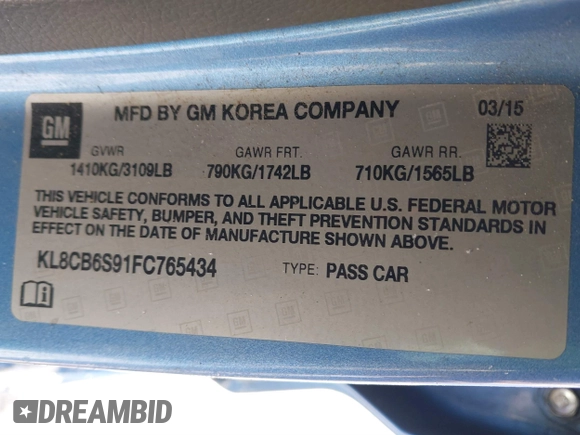 GM
MFD BY GM KOREA COMPANY 03/15
GVWR GAWR FRT. GAWR RR.
1410KG/3109LB 790KG/1742LB 710KG/1565LB
THIS VEHICLE CONFORMS TO ALL APPLICABLE U.S. FEDERAL MOTOR
VEHICLE SAFETY, BUMPER, AND THEFT PREVENTION STANDARDS IN
EFFECT ON THE DATE OF MANUFACTURE SHOWN ABOVE.
KL8CB6S91FC765434 TYPE: PASS CAR
DREAMBID